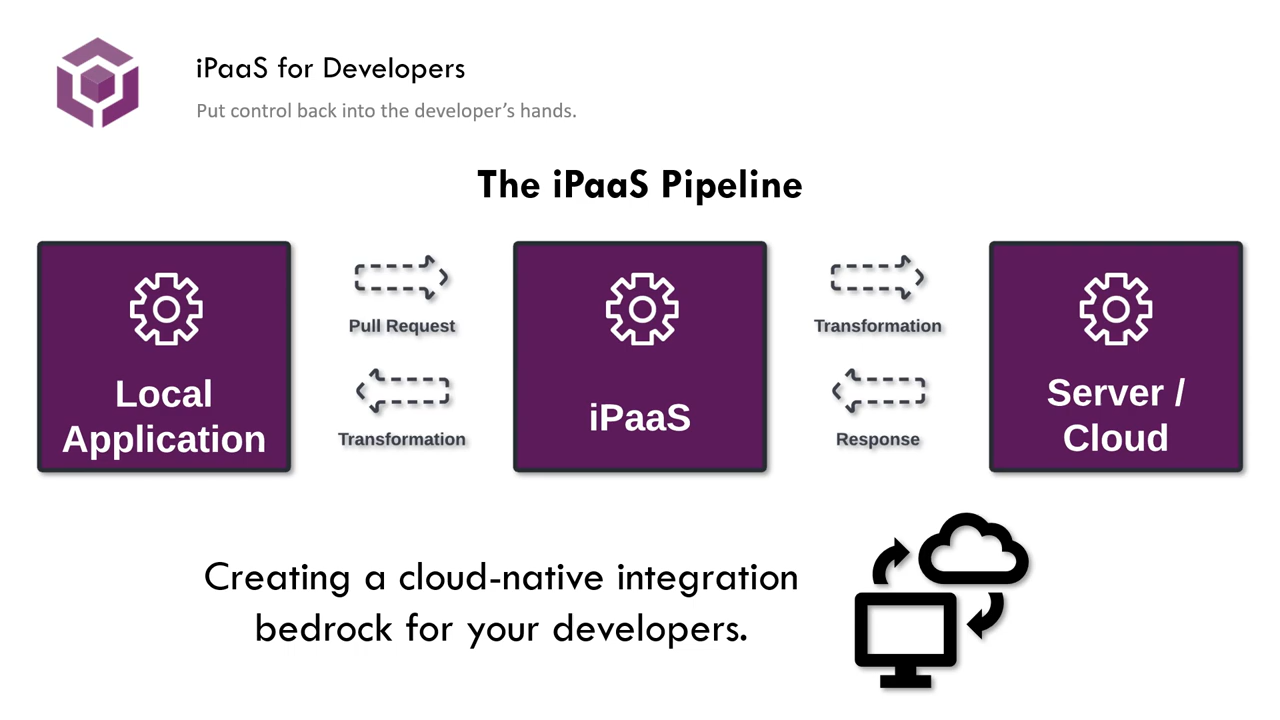 iPaaS for Developers
Put control back into the developer’s hands.
The iPaaS Pipeline
Local
Application
Pull Request
Transformation
iPaaS
Transformation
Response
Server /
Cloud
Creating a cloud-native integration
bedrock for your developers.